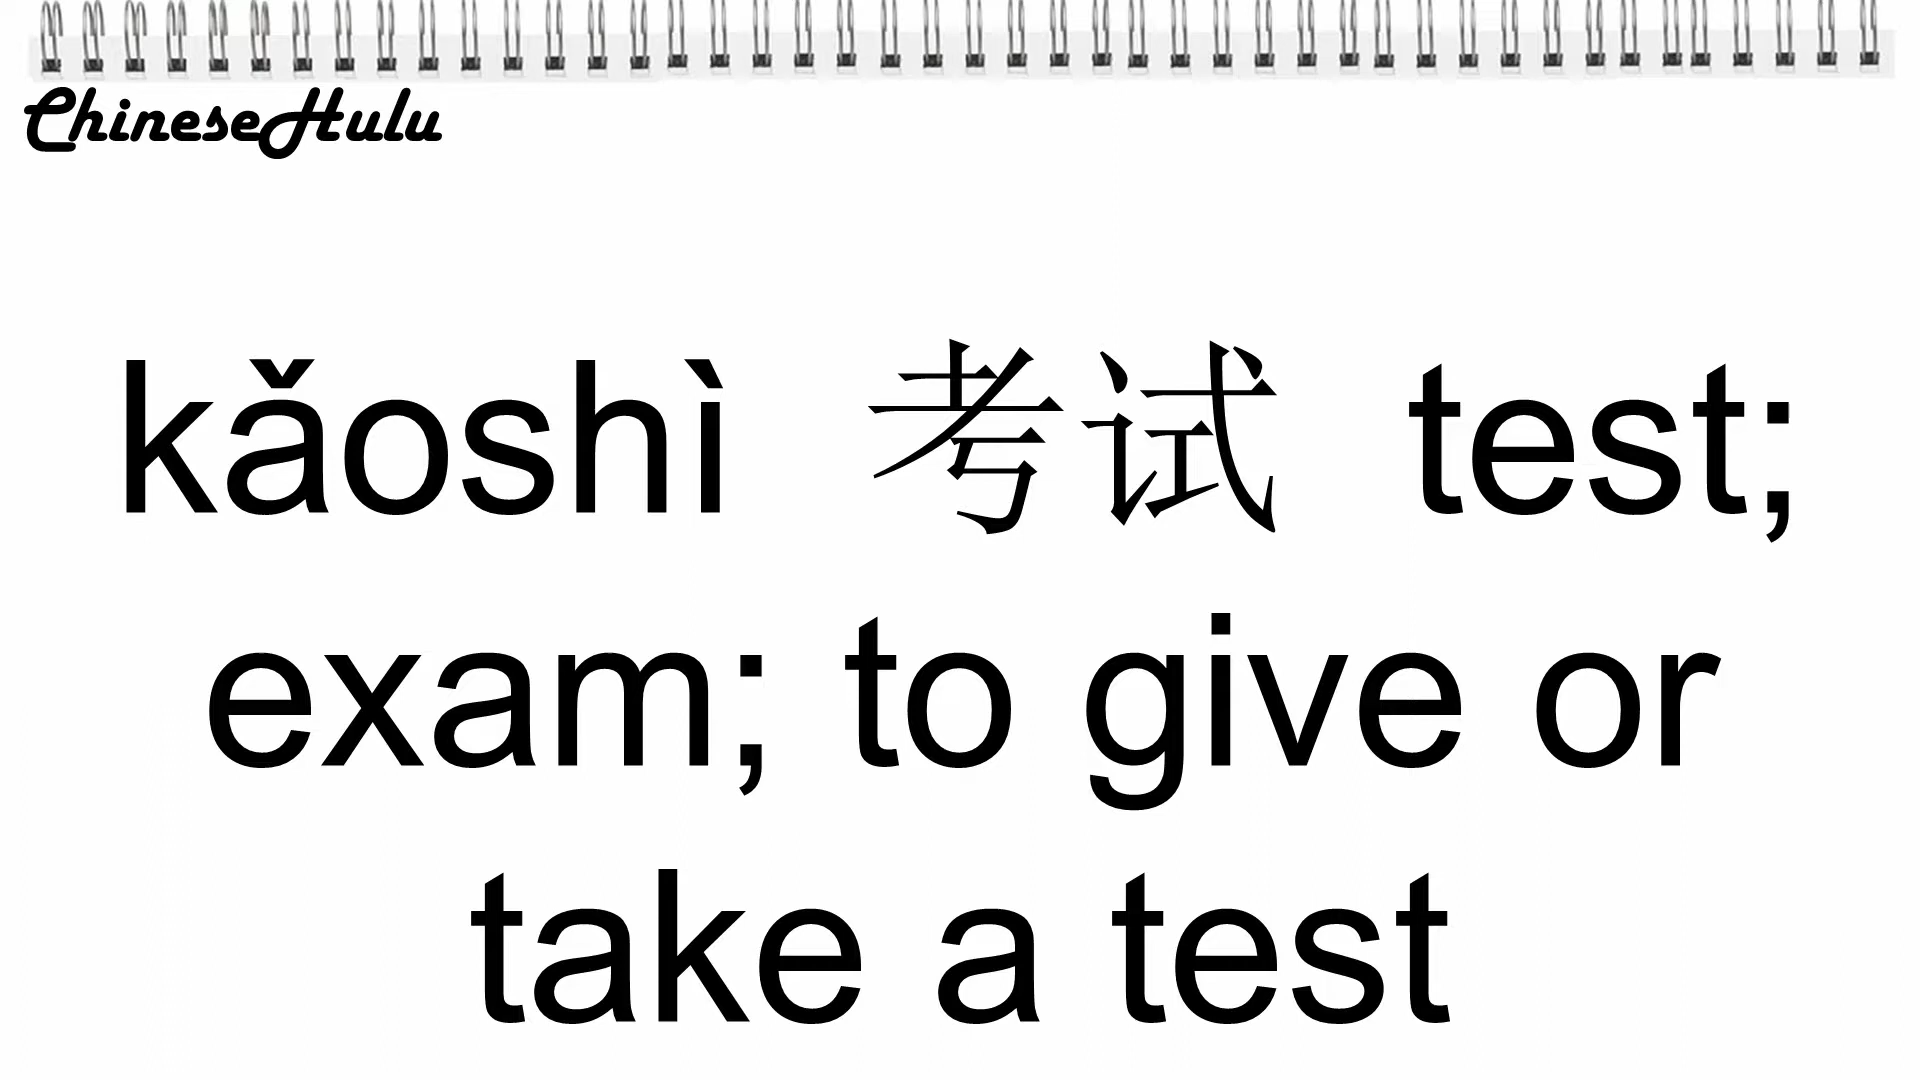 ChineseHulu
kǎoshì 考试 test;
exam; to give or
take a test